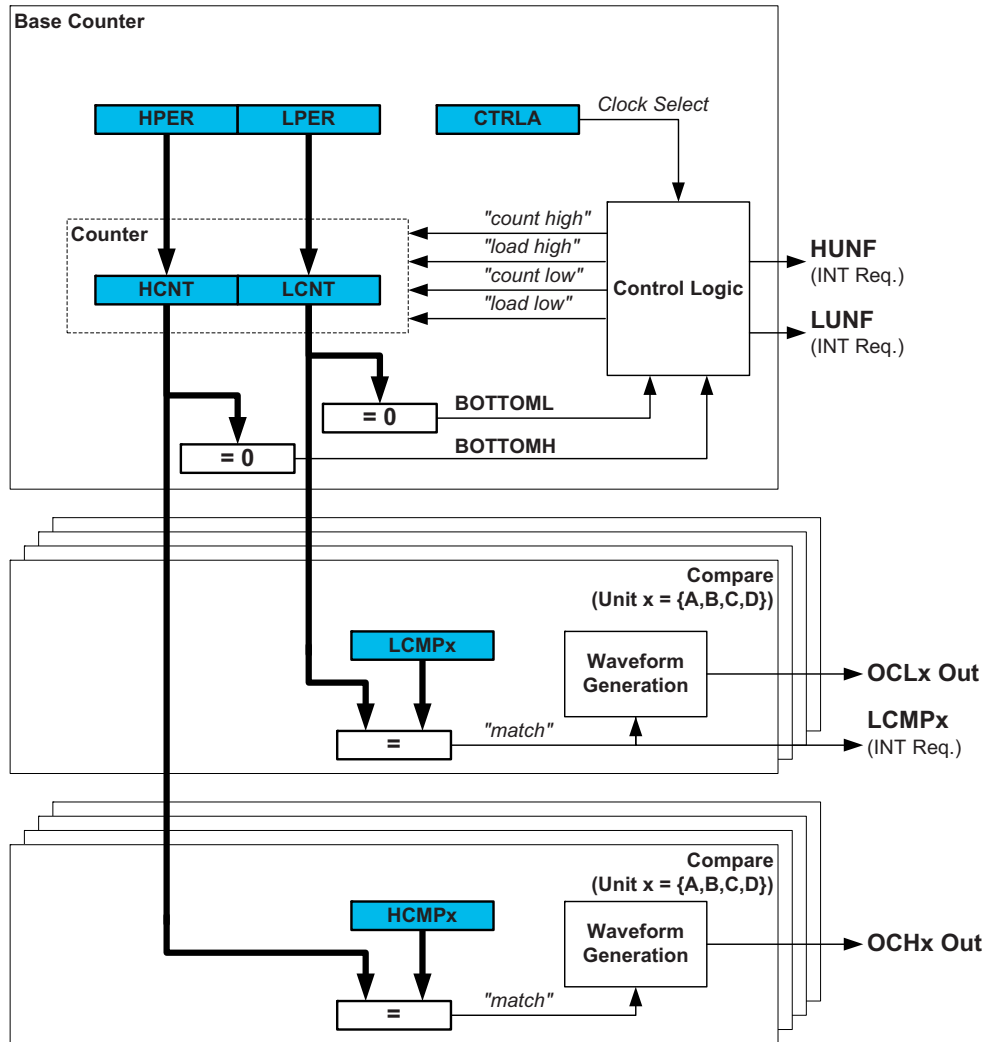 Base Counter
HPER LPER CTRLA
Clock Select
Counter
"count high"
"load high"
"count low"
"load low"
HCNT LCNT
Control Logic
HUNF
(INT Req.)
LUNF
(INT Req.)
= 0
BOTTOML
= 0
BOTTOMH
Compare
(Unit x = {A,B,C,D})
LCMPx
Waveform
Generation
OCLx Out
=
"match"
LCMPx
(INT Req.)
Compare
(Unit x = {A,B,C,D})
HCMPx
Waveform
Generation
OCHx Out
=
"match"